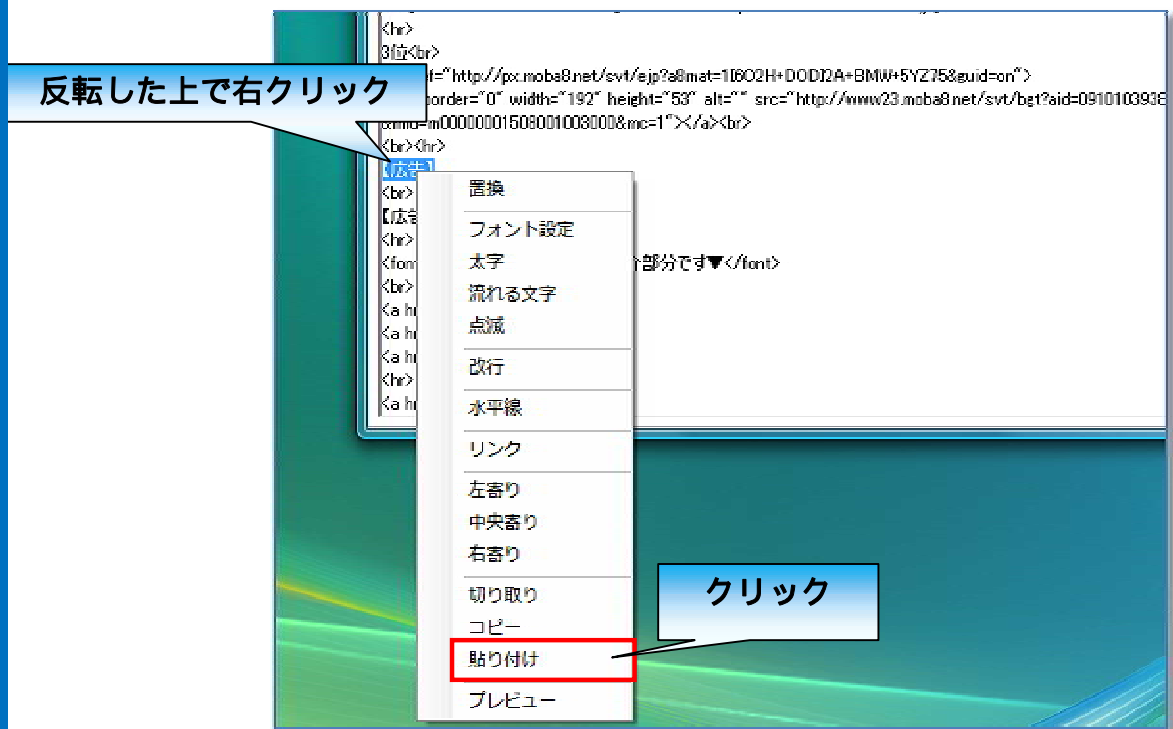 <hr>
3位<br>
ef="http://px.moba8.net/svt/ejp?a8mat=1I6O2H+DODI2A+BMW+5YZ75&guid=on">
反転した上で右クリック
order="0" width="192" height="53" alt="" src="http://www23.moba8.net/svt/bgt?aid=0910103938
m00000001508001003000&mc=1"></a><br>
<br><hr>
【広告】
<br>
【広告
<hr>
<fon
部分です▼</font>
<br>
<a h
<a h
<a h
<hr>
<a h
置換
フォント設定
太字
流れる文字
点滅
改行
水平線
リンク
左寄り
中央寄り
右寄り
切り取り
コピー
貼り付け
プレビュー
クリック